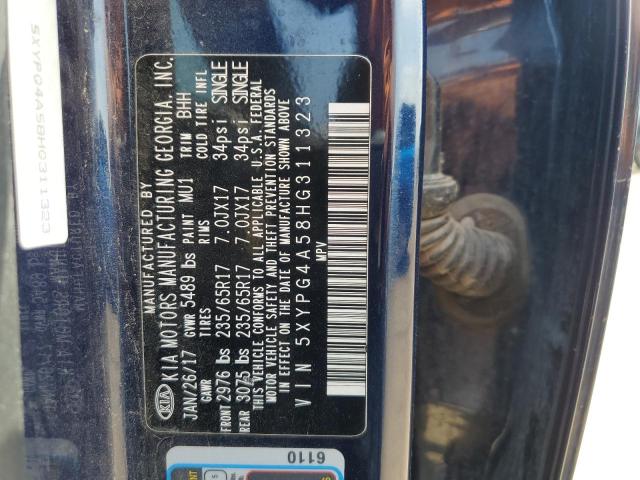 MANUFACTURED BY
KIA KIA MOTORS MANUFACTURING GEORGIA, INC.
JAN/26/17 GVWR 5489 lbs PAINT MU1 TRIM BHH
GAWR TIRES RIMS COLD TIRE INFL
FRONT 2976 lbs 235/65R17 7.0JX17 34psi SINGLE
REAR 3075 lbs 235/65R17 7.0JX17 34psi SINGLE
THIS VEHICLE CONFORMS TO ALL APPLICABLE U.S.A. FEDERAL
MOTOR VEHICLE SAFETY AND THEFT PREVENTION STANDARDS
IN EFFECT ON THE DATE OF MANUFACTURE SHOWN ABOVE.
VIN 5XYPG4A58HG311323
MPV
6110